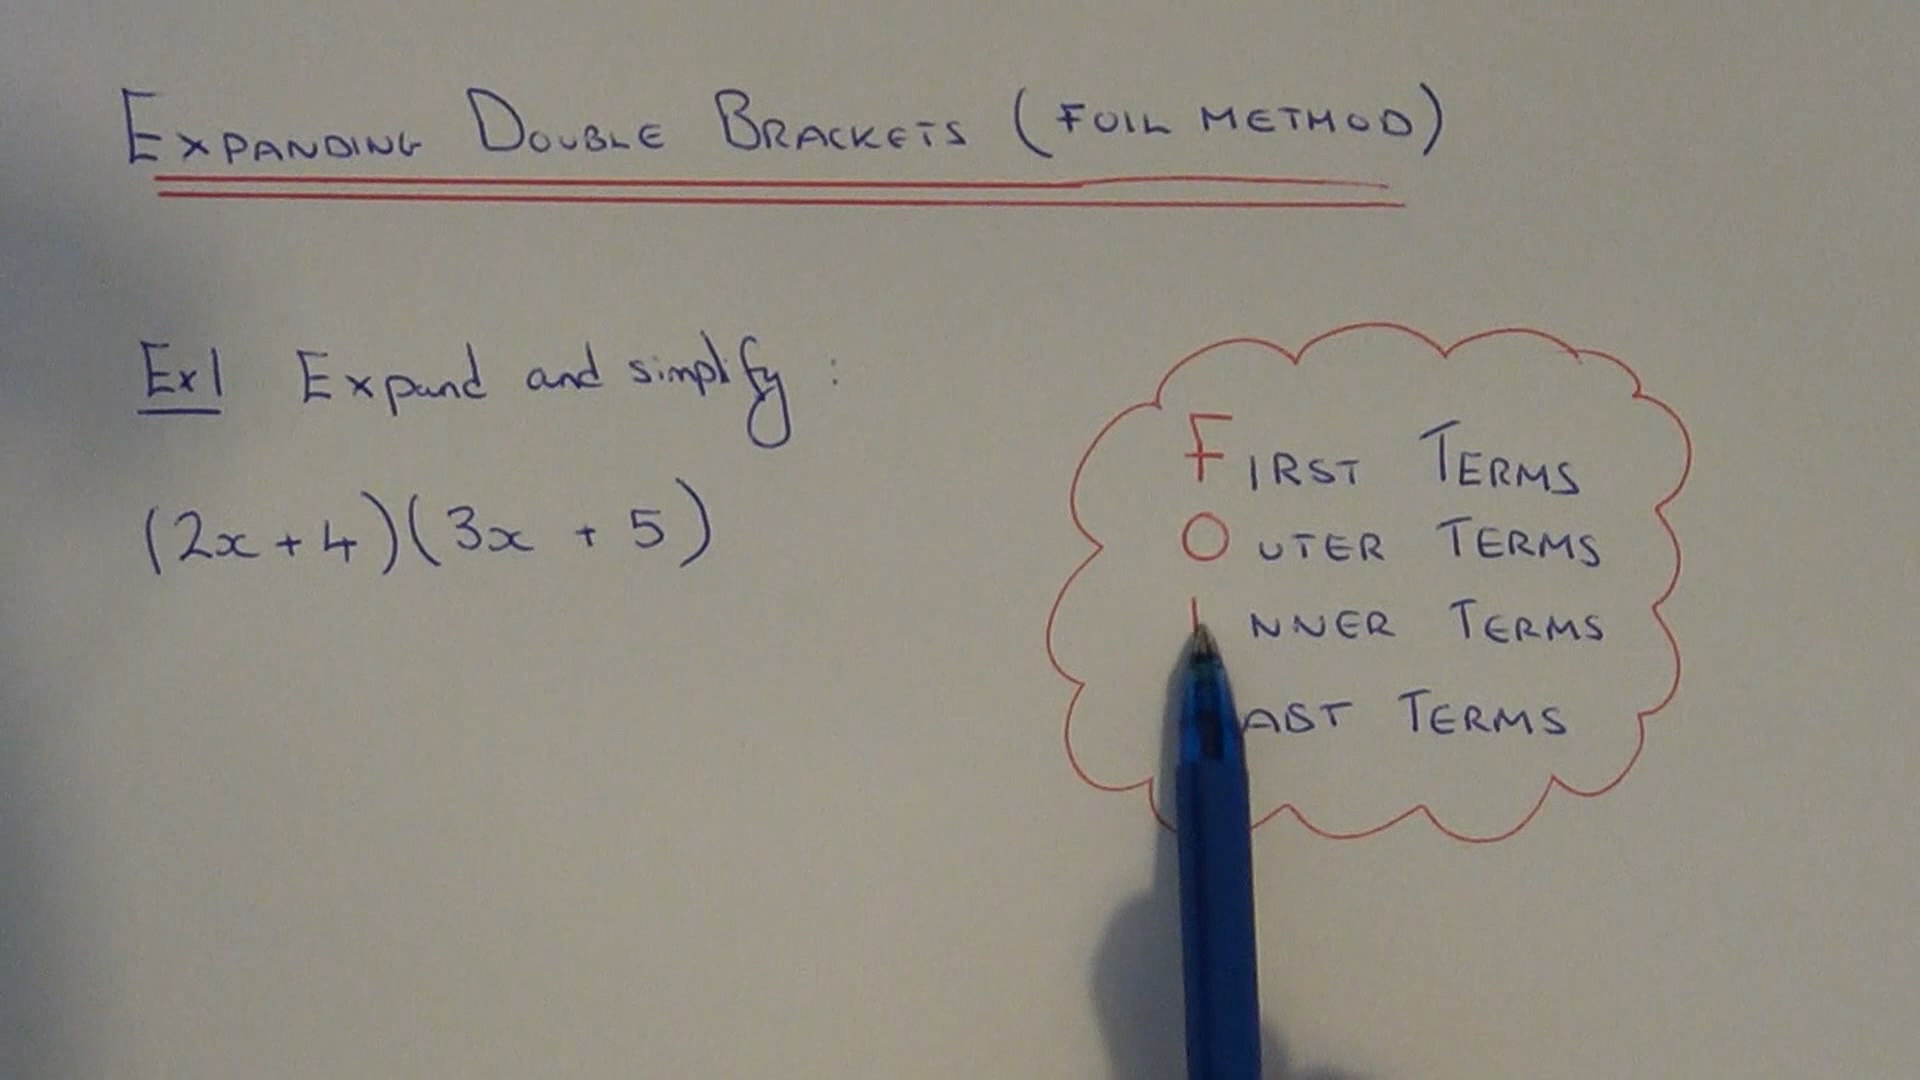 EXPANDING DOUBLE BRACKETS (FOIL METHOD)
Ex1 Expand and simplify :
(2x + 4)(3x + 5)
FIRST TERMS
OUTER TERMS
INNER TERMS
AST TERMS